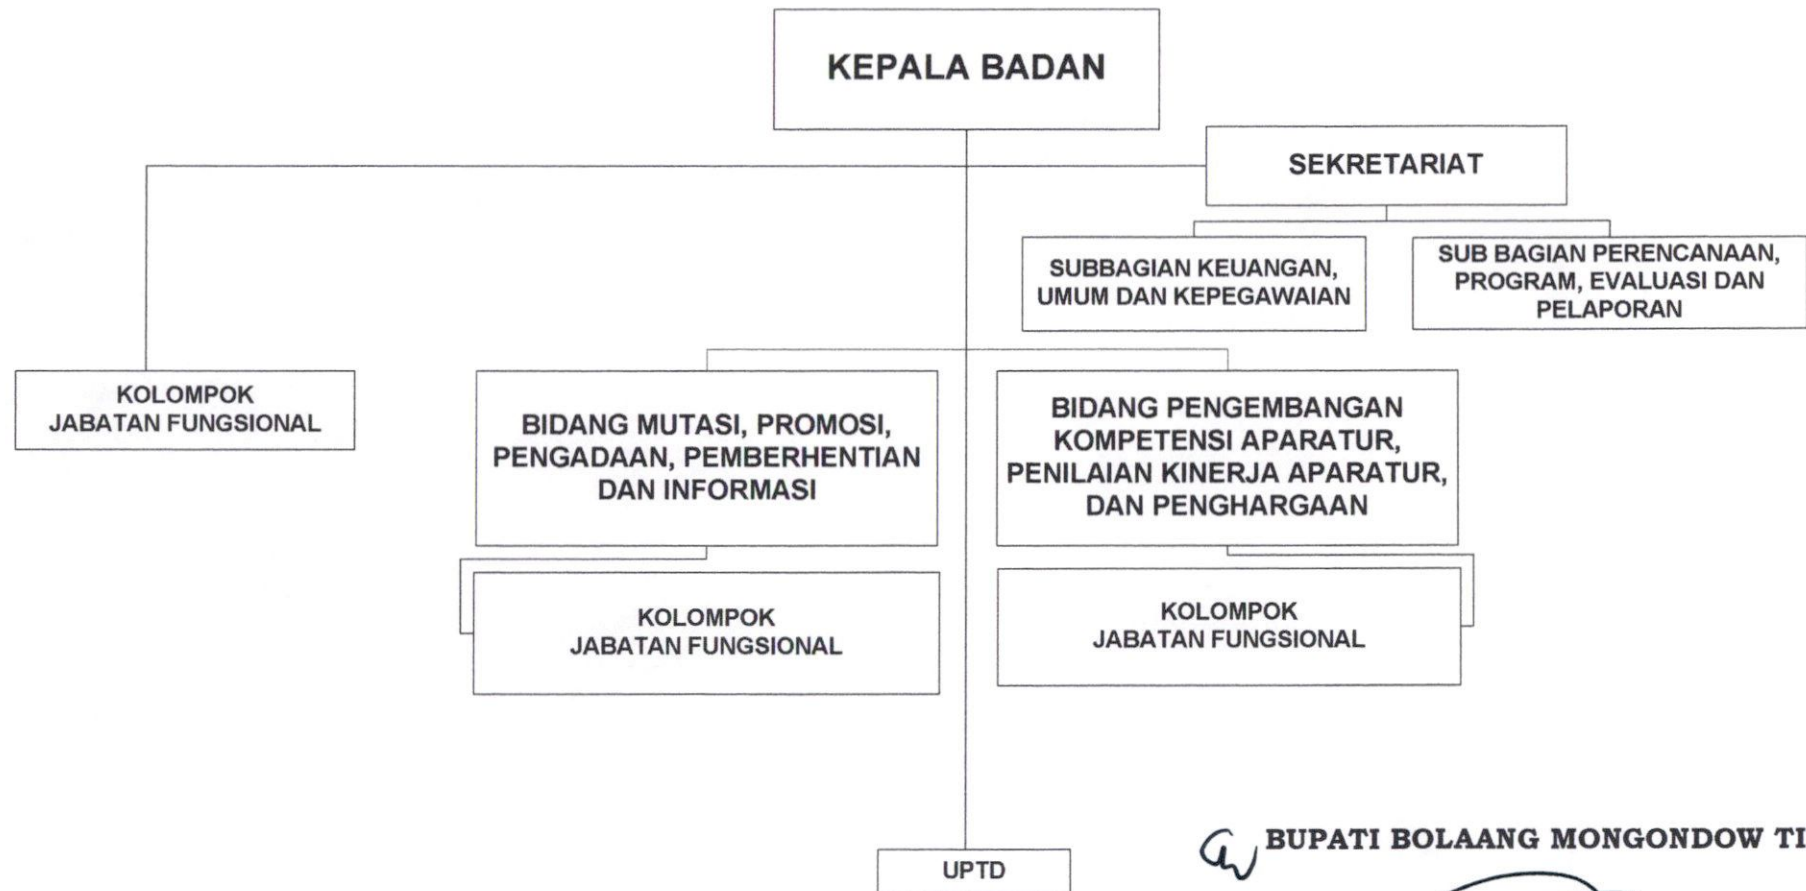 KEPALA BADAN
SEKRETARIAT
SUBBAGIAN KEUANGAN,
UMUM DAN KEPEGAWAIAN
SUB BAGIAN PERENCANAAN,
PROGRAM, EVALUASI DAN
PELAPORAN
KOLOMPOK
JABATAN FUNGSIONAL
BIDANG MUTASI, PROMOSI,
PENGADAAN, PEMBERHENTIAN
DAN INFORMASI
BIDANG PENGEMBANGAN
KOMPETENSI APARATUR,
PENILAIAN KINERJA APARATUR,
DAN PENGHARGAAN
KOLOMPOK
JABATAN FUNGSIONAL
KOLOMPOK
JABATAN FUNGSIONAL
UPTD
BUPATI BOLAANG MONGONDOW TI